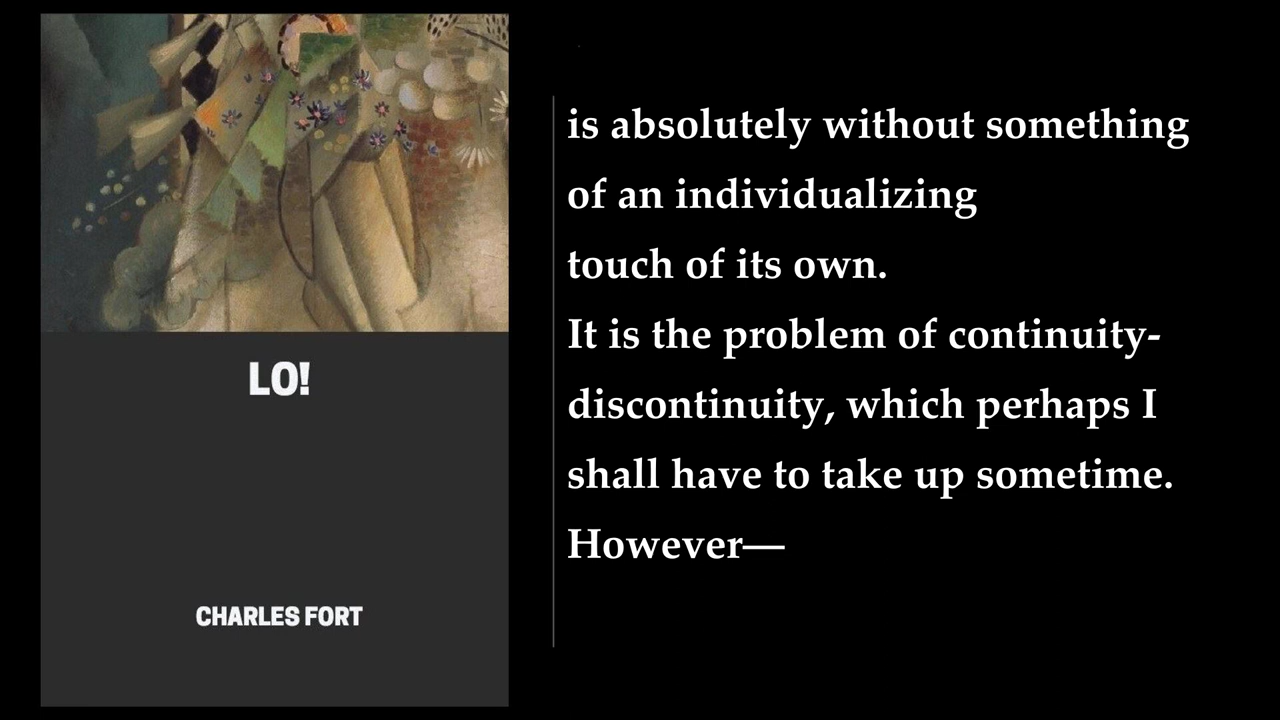 LO!
CHARLES FORT
is absolutely without something
of an individualizing
touch of its own.
It is the problem of continuity-
discontinuity, which perhaps I
shall have to take up sometime.
However—